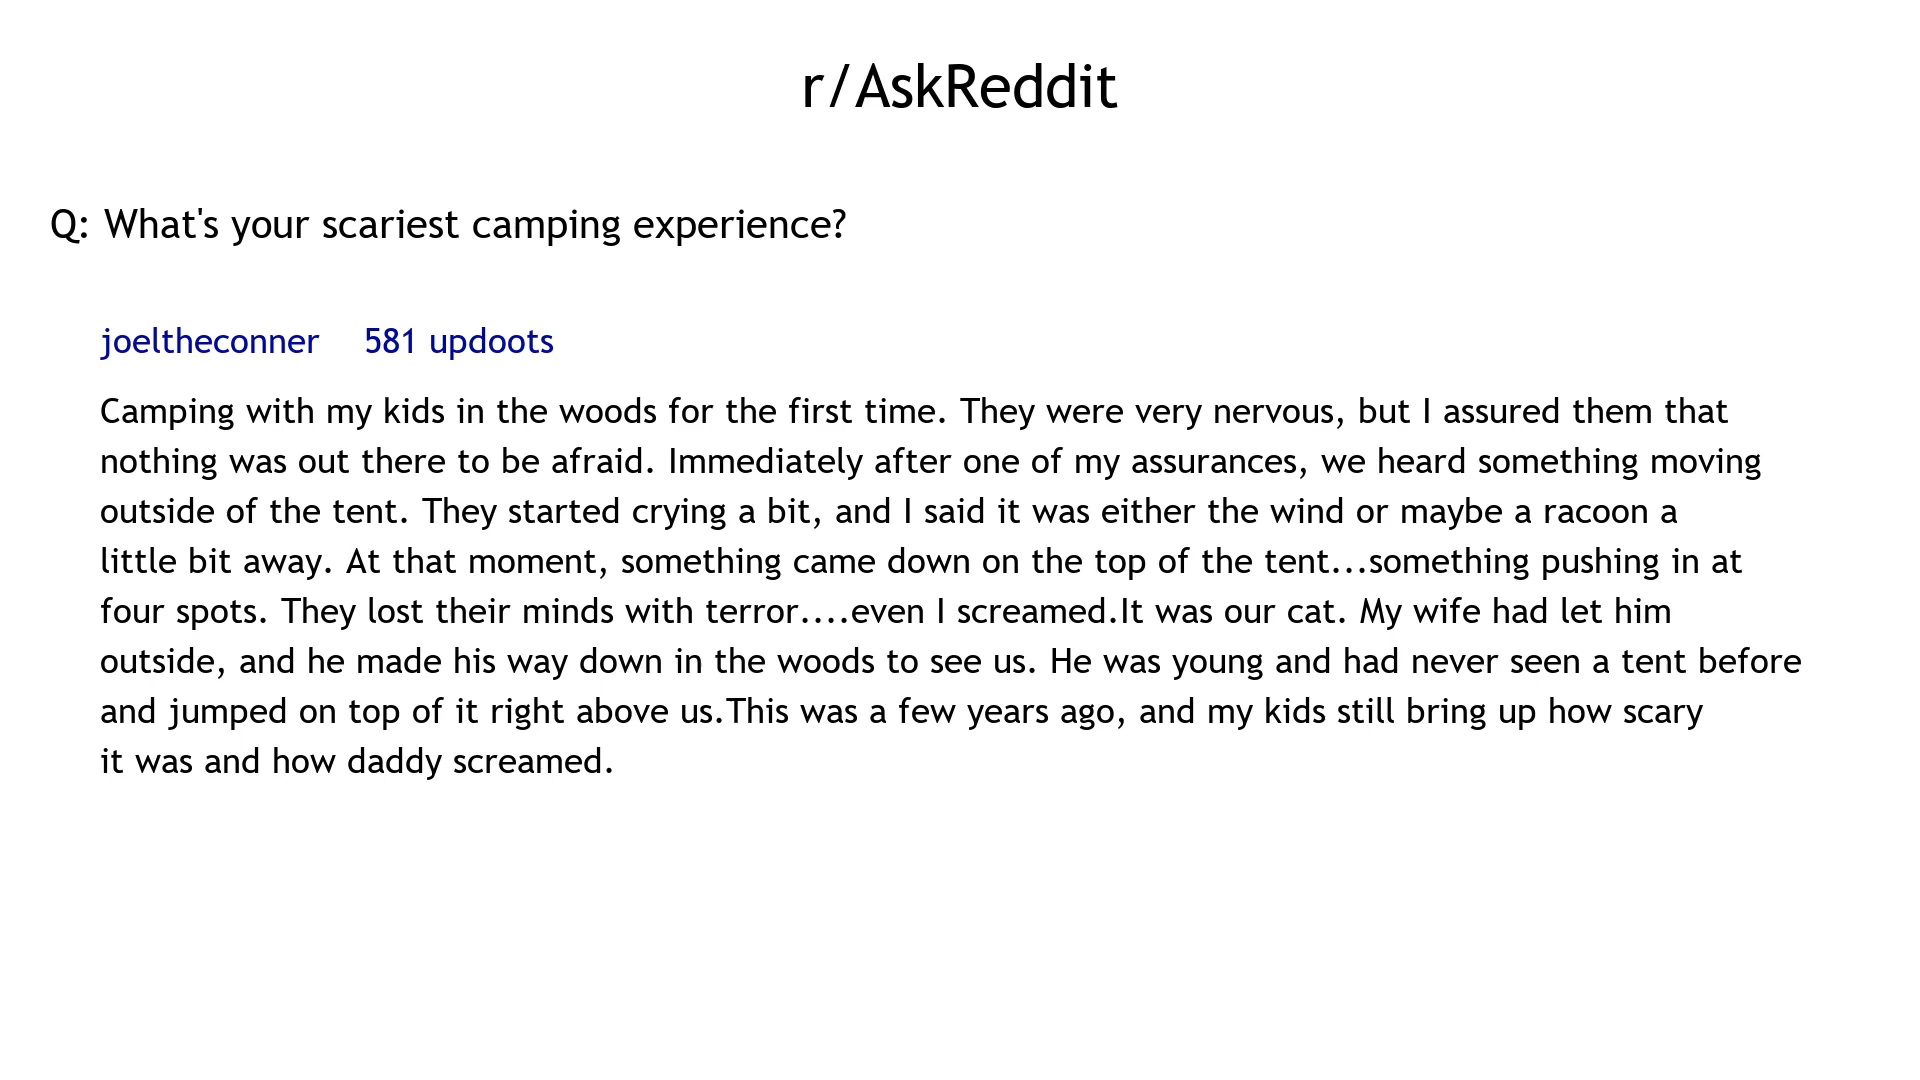 r/AskReddit
Q: What's your scariest camping experience?
joeltheconner 581 updoots
Camping with my kids in the woods for the first time. They were very nervous, but I assured them that
nothing was out there to be afraid. Immediately after one of my assurances, we heard something moving
outside of the tent. They started crying a bit, and I said it was either the wind or maybe a racoon a
little bit away. At that moment, something came down on the top of the tent...something pushing in at
four spots. They lost their minds with terror....even I screamed.It was our cat. My wife had let him
outside, and he made his way down in the woods to see us. He was young and had never seen a tent before
and jumped on top of it right above us.This was a few years ago, and my kids still bring up how scary
it was and how daddy screamed.